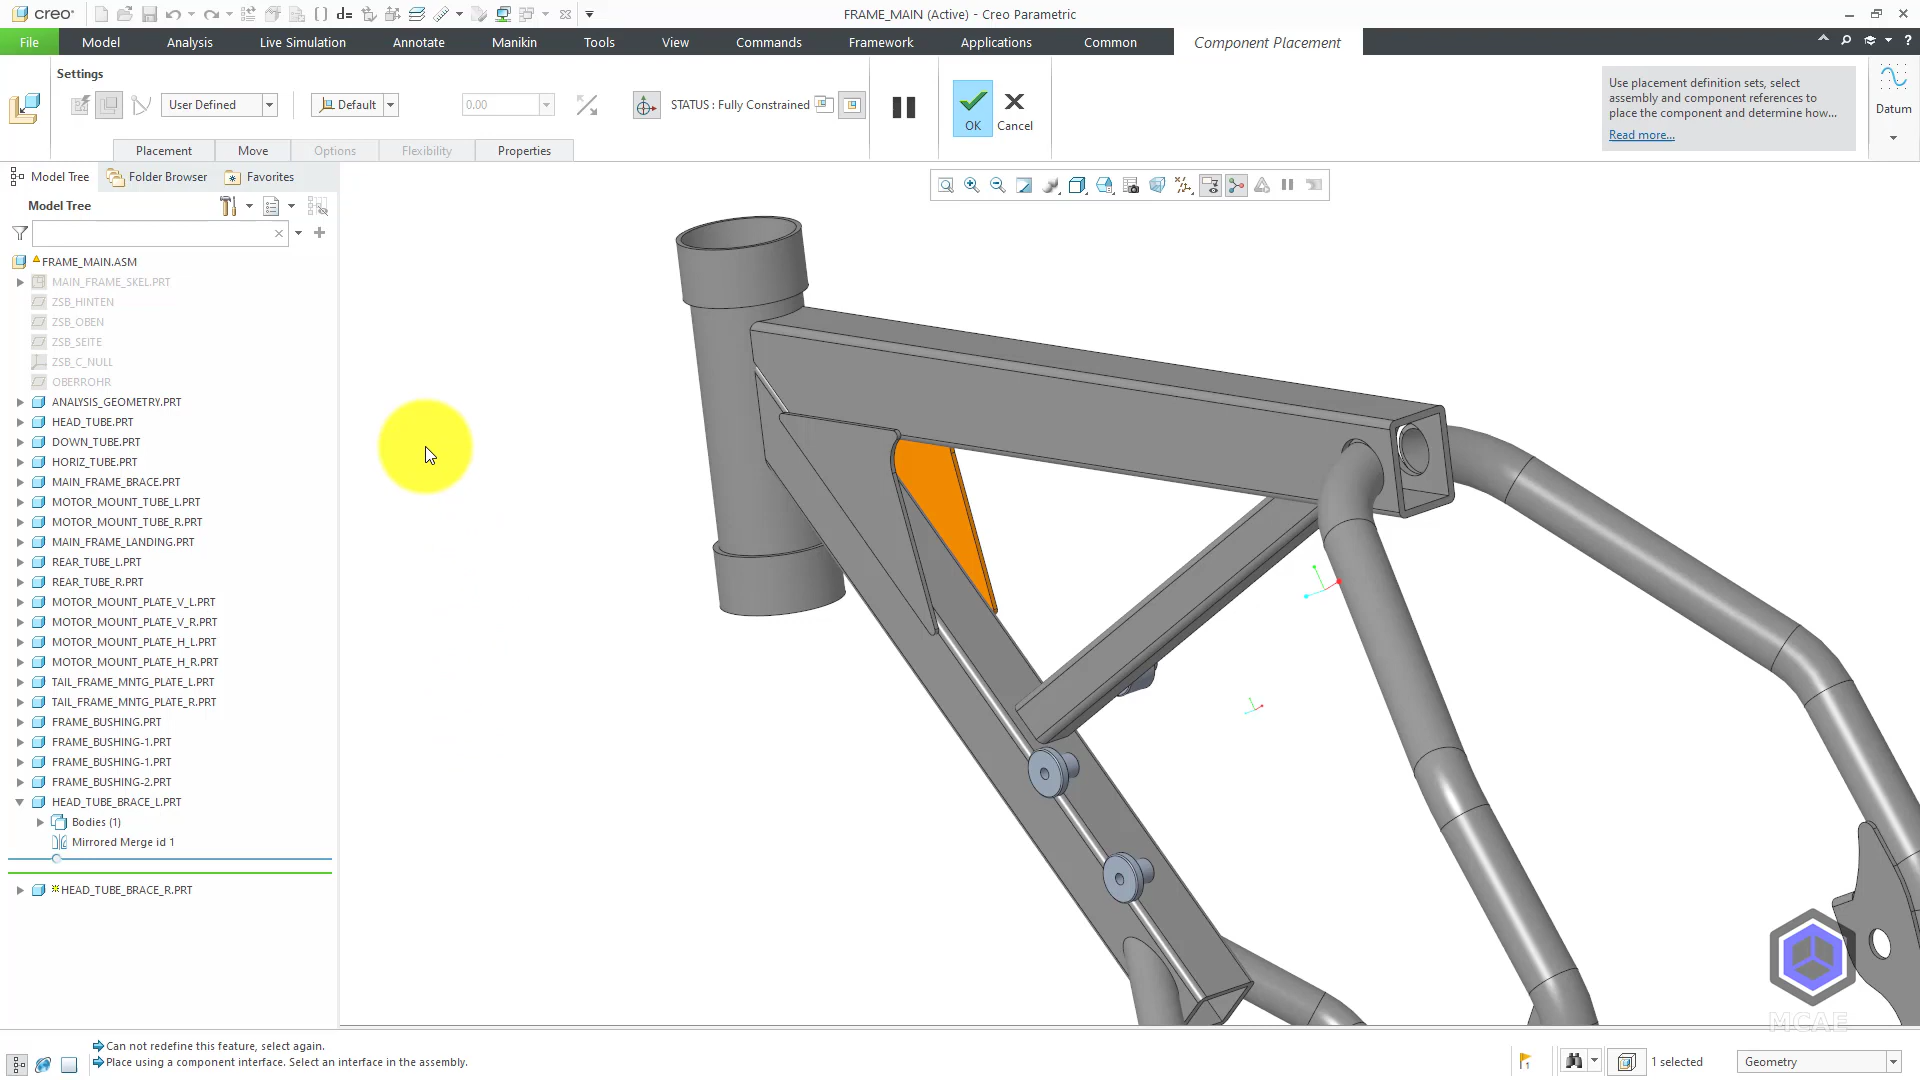 creo
FRAME_MAIN (Active) - Creo Parametric
File Model Analysis Live Simulation Annotate Manikin Tools View Commands Framework Applications Common Component Placement
Settings
User Defined Default 0.00 STATUS : Fully Constrained OK Cancel
Placement Move Options Flexibility Properties
Use placement definition sets, select
assembly and component references to
place the component and determine how...
Read more...
Datum
Model Tree Folder Browser Favorites
Model Tree
FRAME_MAIN.ASM
MAIN_FRAME_SKEL.PRT
ZSB_HINTEN
ZSB_OBEN
ZSB_SEITE
ZSB_C_NULL
OBERROHR
ANALYSIS_GEOMETRY.PRT
HEAD_TUBE.PRT
DOWN_TUBE.PRT
HORIZ_TUBE.PRT
MAIN_FRAME_BRACE.PRT
MOTOR_MOUNT_TUBE_L.PRT
MOTOR_MOUNT_TUBE_R.PRT
MAIN_FRAME_LANDING.PRT
REAR_TUBE_L.PRT
REAR_TUBE_R.PRT
MOTOR_MOUNT_PLATE_V_L.PRT
MOTOR_MOUNT_PLATE_V_R.PRT
MOTOR_MOUNT_PLATE_H_L.PRT
MOTOR_MOUNT_PLATE_H_R.PRT
TAIL_FRAME_MNTG_PLATE_L.PRT
TAIL_FRAME_MNTG_PLATE_R.PRT
FRAME_BUSHING.PRT
FRAME_BUSHING-1.PRT
FRAME_BUSHING-1.PRT
FRAME_BUSHING-2.PRT
HEAD_TUBE_BRACE_L.PRT
Bodies (1)
Mirrored Merge id 1
HEAD_TUBE_BRACE_R.PRT
MCAE
Can not redefine this feature, select again.
Place using a component interface. Select an interface in the assembly.
1 selected
Geometry